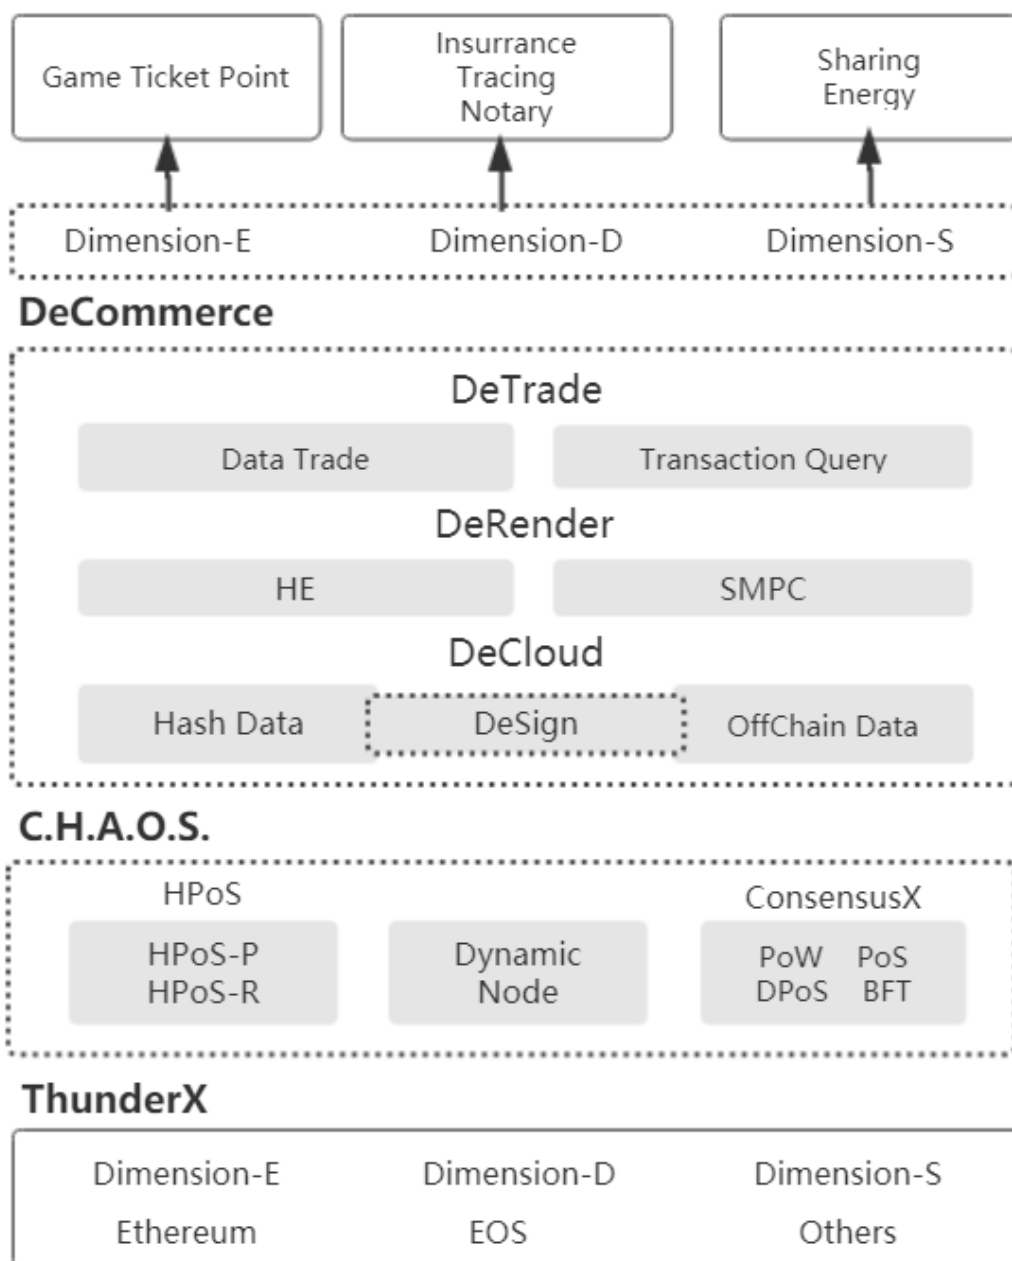 Game Ticket Point
Insurrance
Tracing
Notary
Sharing
Energy
Dimension-E Dimension-D Dimension-S
DeCommerce
DeTrade
Data Trade Transaction Query
DeRender
HE SMPC
DeCloud
Hash Data DeSign OffChain Data
C.H.A.O.S.
HPoS
HPoS-P
HPoS-R
Dynamic
Node
ConsensusX
PoW PoS
DPoS BFT
ThunderX
Dimension-E Dimension-D Dimension-S
Ethereum EOS Others